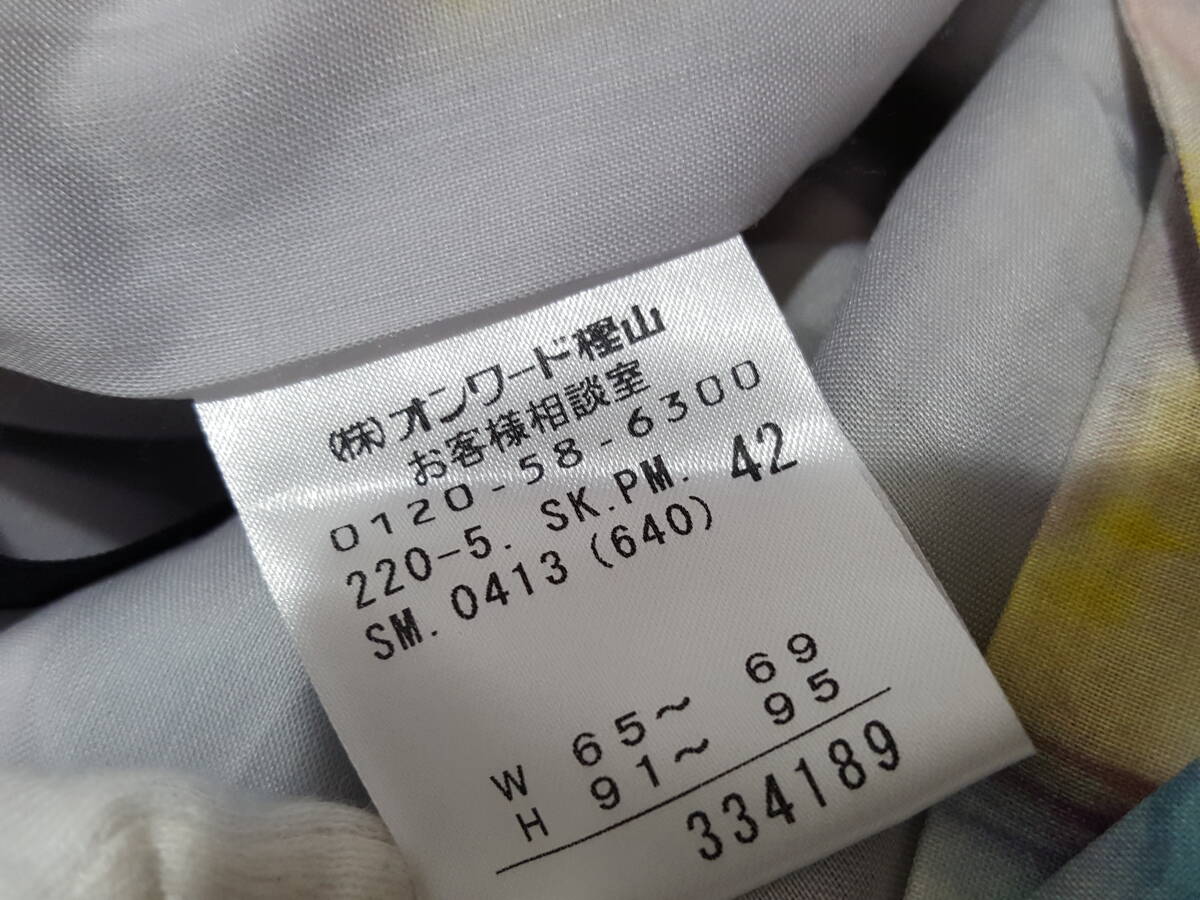 (株)オンワード樫山
お客様相談室
0120-58-6300
220-5. SK.PM. 42
SM. 0413 (640)
W 65~ 69
H 91~ 95
334189